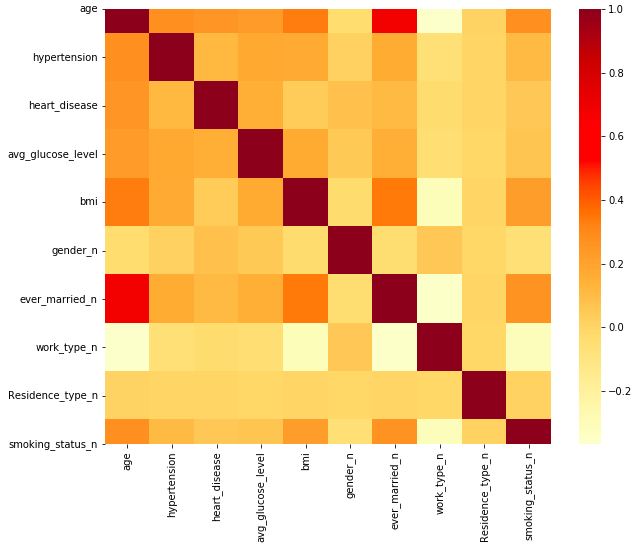 age
hypertension
heart_disease
avg_glucose_level
bmi
gender_n
ever_married_n
work_type_n
Residence_type_n
smoking_status_n
age
hypertension
heart_disease
avg_glucose_level
bmi
gender_n
ever_married_n
work_type_n
Residence_type_n
smoking_status_n
1.0
0.8
0.6
0.4
0.2
0.0
−0.2